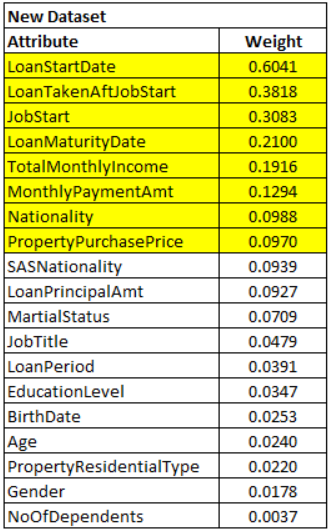 New Dataset
Attribute Weight
LoanStartDate 0.6041
LoanTakenAftJobStart 0.3818
JobStart 0.3083
LoanMaturityDate 0.2100
TotalMonthlyIncome 0.1916
MonthlyPaymentAmt 0.1294
Nationality 0.0988
PropertyPurchasePrice 0.0970
SASNationality 0.0939
LoanPrincipalAmt 0.0927
MartialStatus 0.0709
JobTitle 0.0479
LoanPeriod 0.0391
EducationLevel 0.0347
BirthDate 0.0253
Age 0.0240
PropertyResidentialType 0.0220
Gender 0.0178
NoOfDependents 0.0037